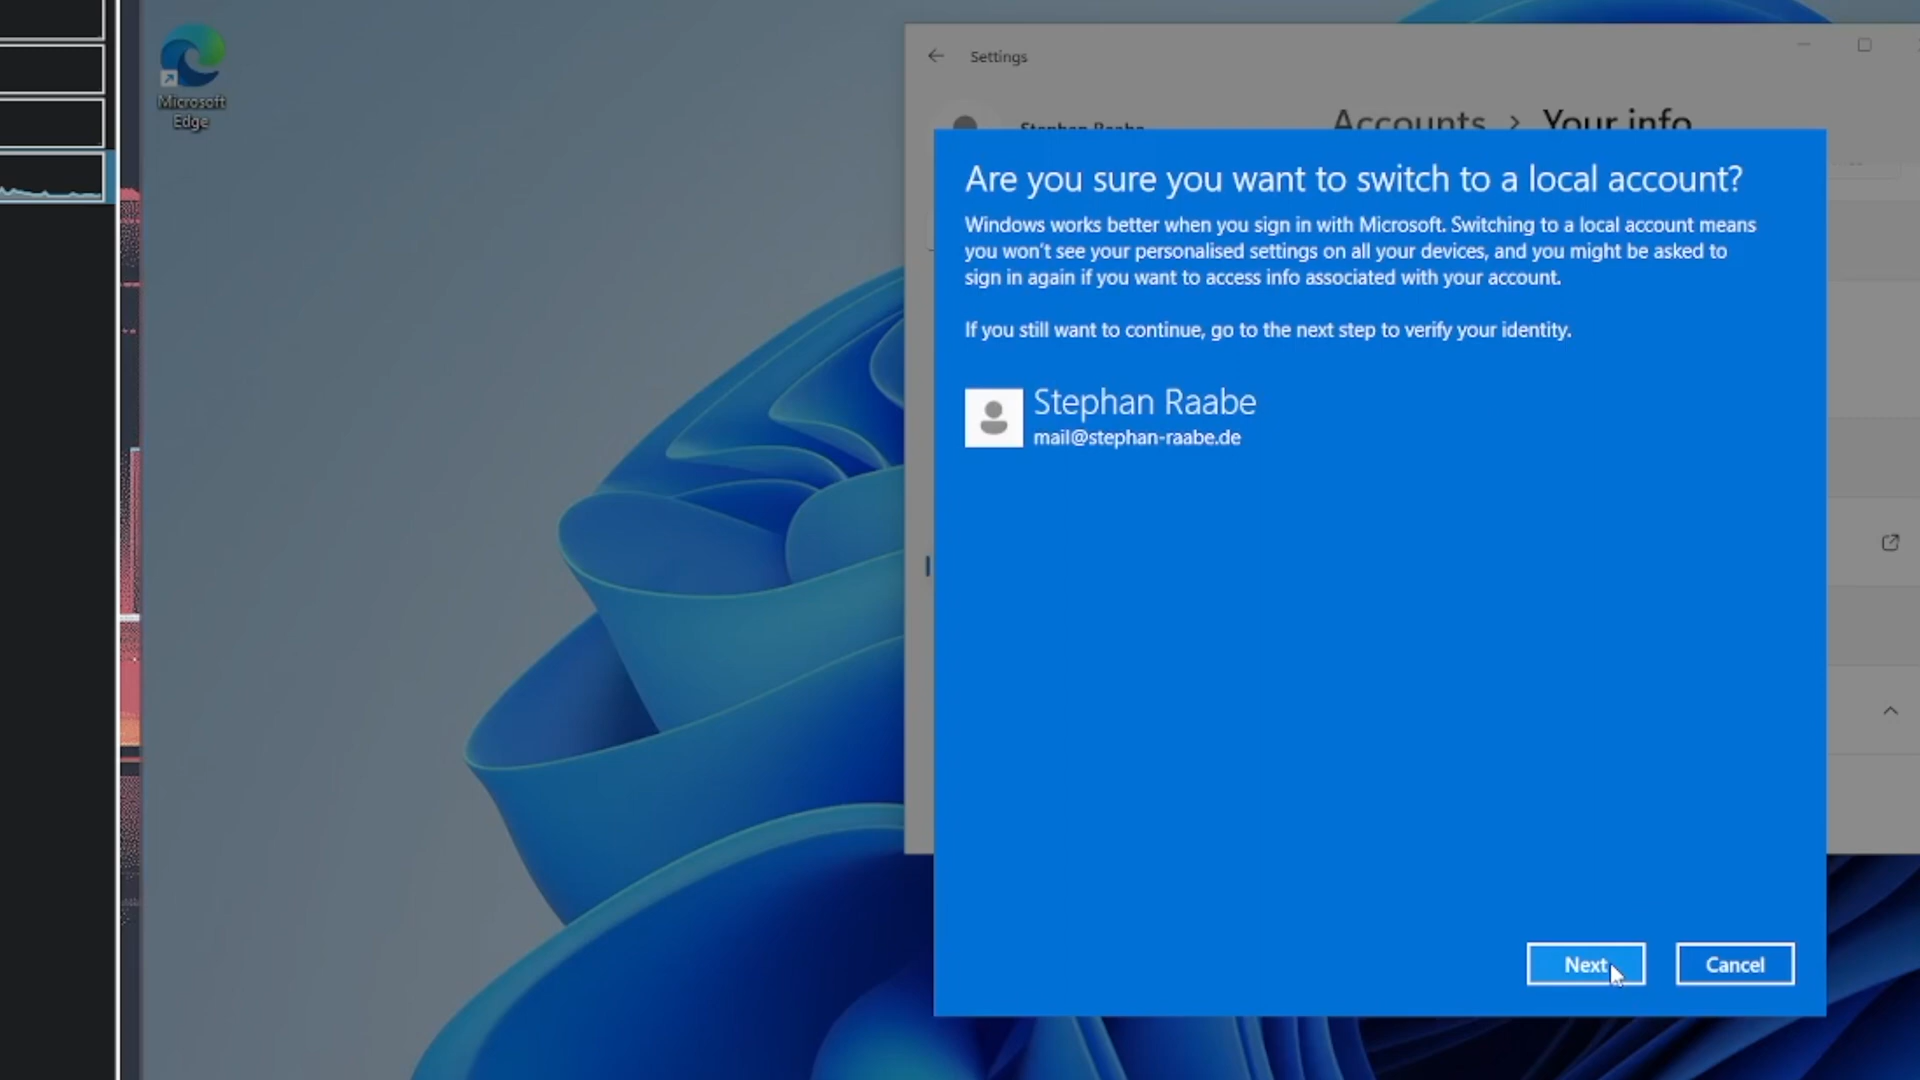 Microsoft
Edge
Settings
Stephan Raabe
Accounts > Your info
Are you sure you want to switch to a local account?
Windows works better when you sign in with Microsoft. Switching to a local account means
you won't see your personalised settings on all your devices, and you might be asked to
sign in again if you want to access info associated with your account.
If you still want to continue, go to the next step to verify your identity.
Stephan Raabe
mail@stephan-raabe.de
Next
Cancel